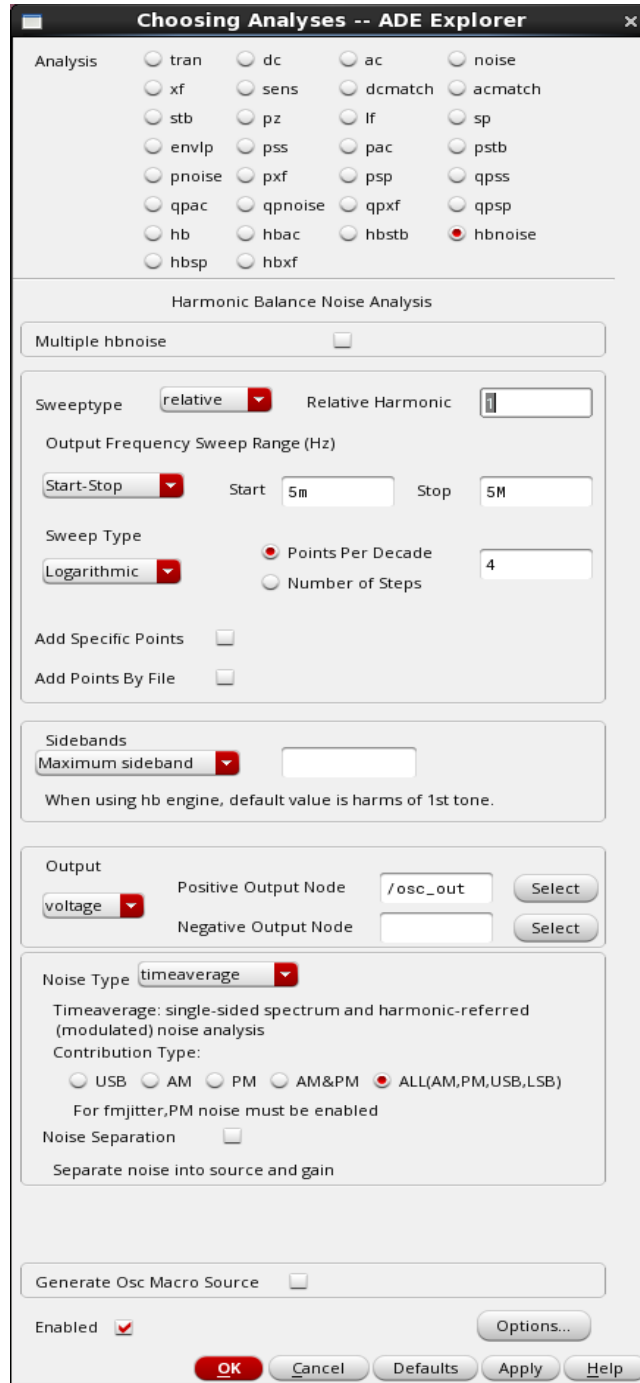 Choosing Analyses -- ADE Explorer
Analysis tran dc ac noise
xf sens dcmatch acmatch
stb pz lf sp
envlp pss pac pstb
pnoise pxf psp qpss
qpac qpnoise qpxf qpsp
hb hbac hbstb hbnoise
hbsp hbxf
Harmonic Balance Noise Analysis
Multiple hbnoise
Sweeptype relative Relative Harmonic 1
Output Frequency Sweep Range (Hz)
Start-Stop Start 5m Stop 5M
Sweep Type
Logarithmic Points Per Decade 4
Number of Steps
Add Specific Points
Add Points By File
Sidebands
Maximum sideband
When using hb engine, default value is harms of 1st tone.
Output
voltage Positive Output Node /osc_out Select
Negative Output Node Select
Noise Type timeaverage
Timeaverage: single-sided spectrum and harmonic-referred
(modulated) noise analysis
Contribution Type:
USB AM PM AM&PM ALL(AM,PM,USB,LSB)
For fmjitter,PM noise must be enabled
Noise Separation
Separate noise into source and gain
Generate Osc Macro Source
Enabled Options...
OK Cancel Defaults Apply Help